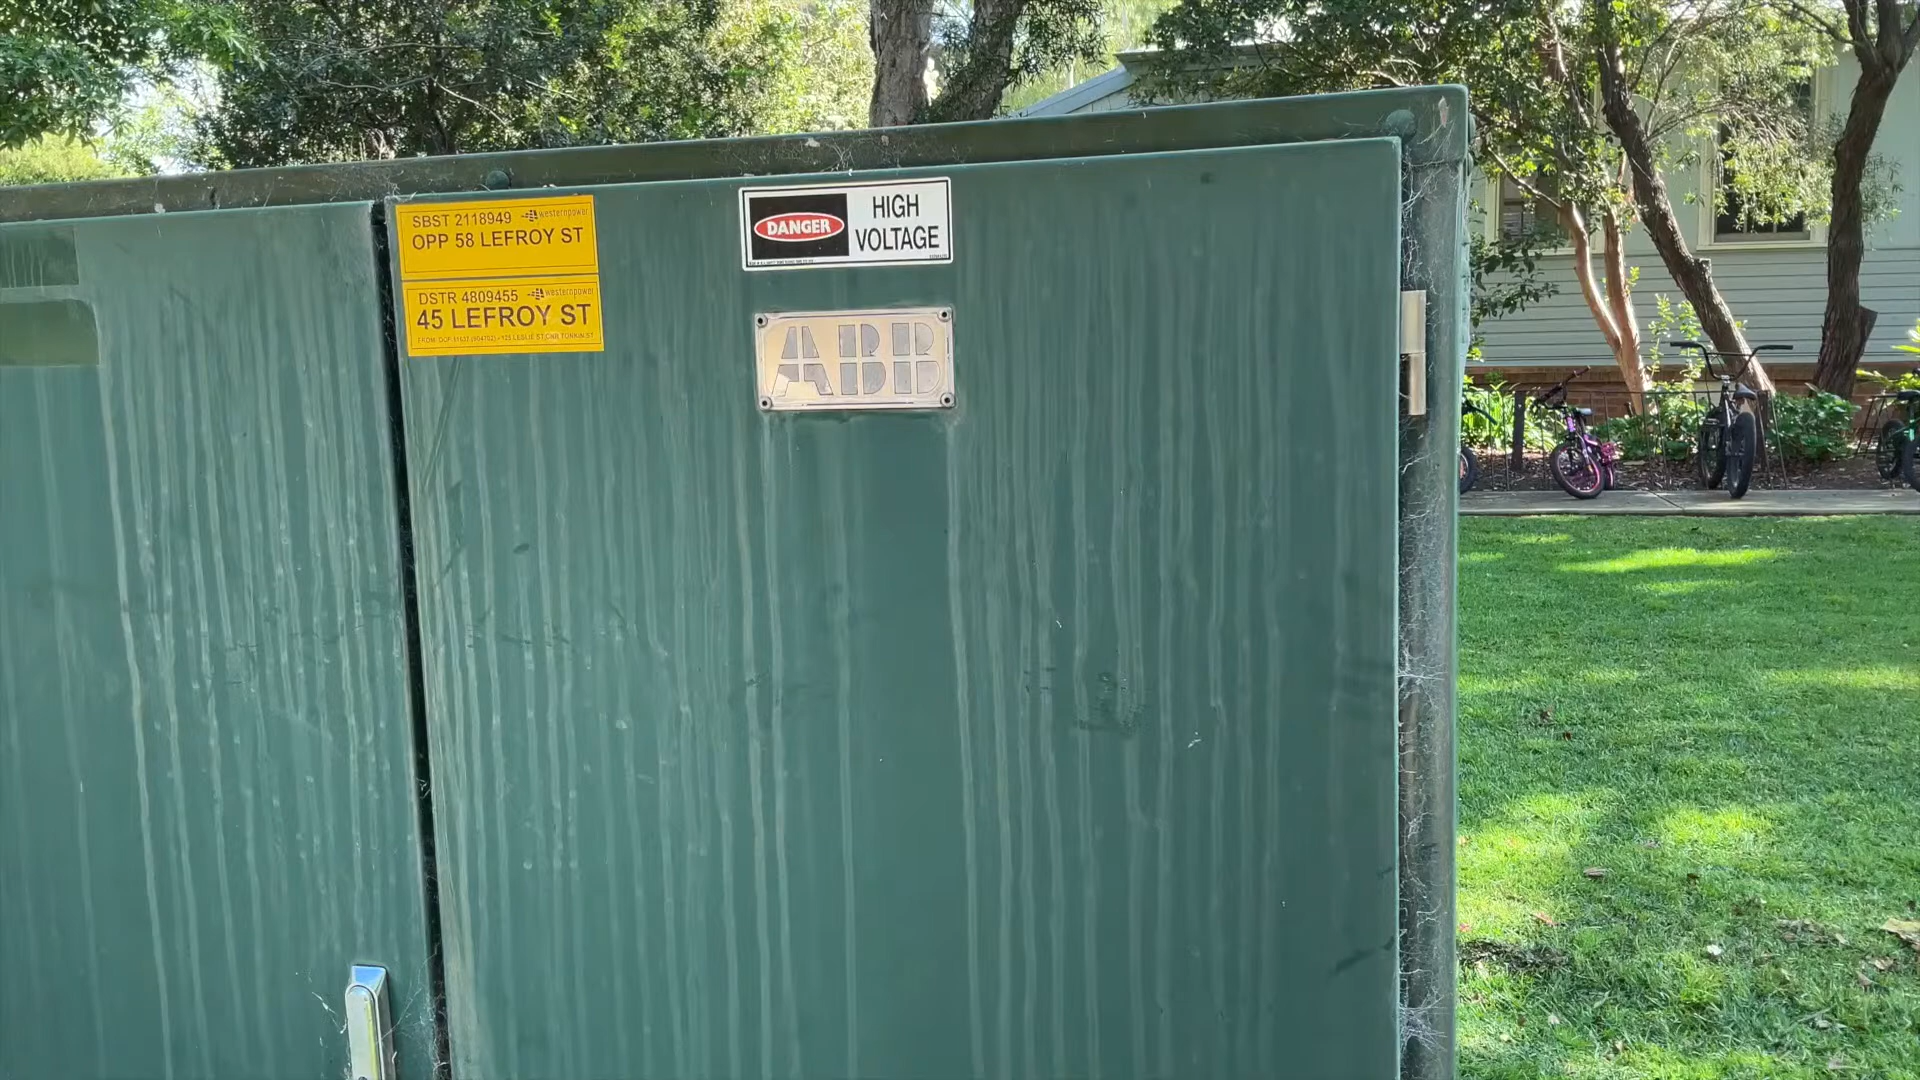 SBST 2118949 westernpower
OPP 58 LEFROY ST
DSTR 4809455 westernpower
45 LEFROY ST
DANGER
HIGH
VOLTAGE
ABB